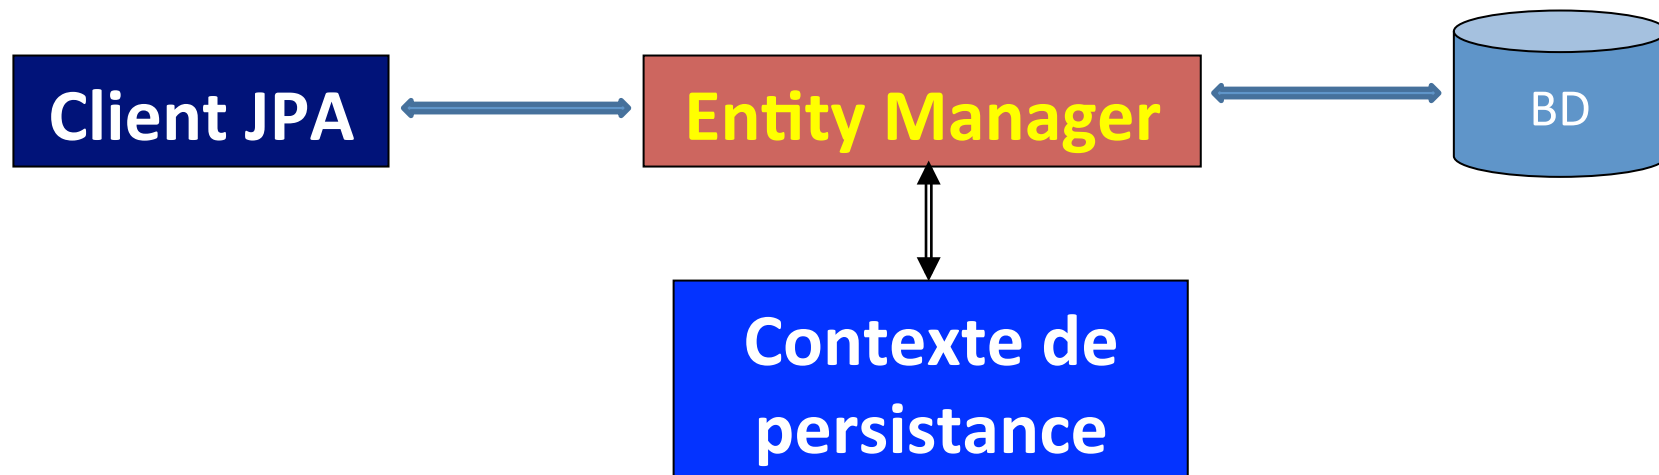 Client JPA
Entity Manager
BD
Contexte de
persistance